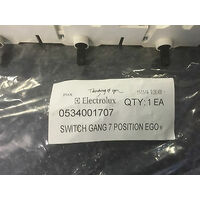 Thinking of you
Electrolux QTY: 1 EA
0534001707
SWITCH GANG 7 POSITION EGO